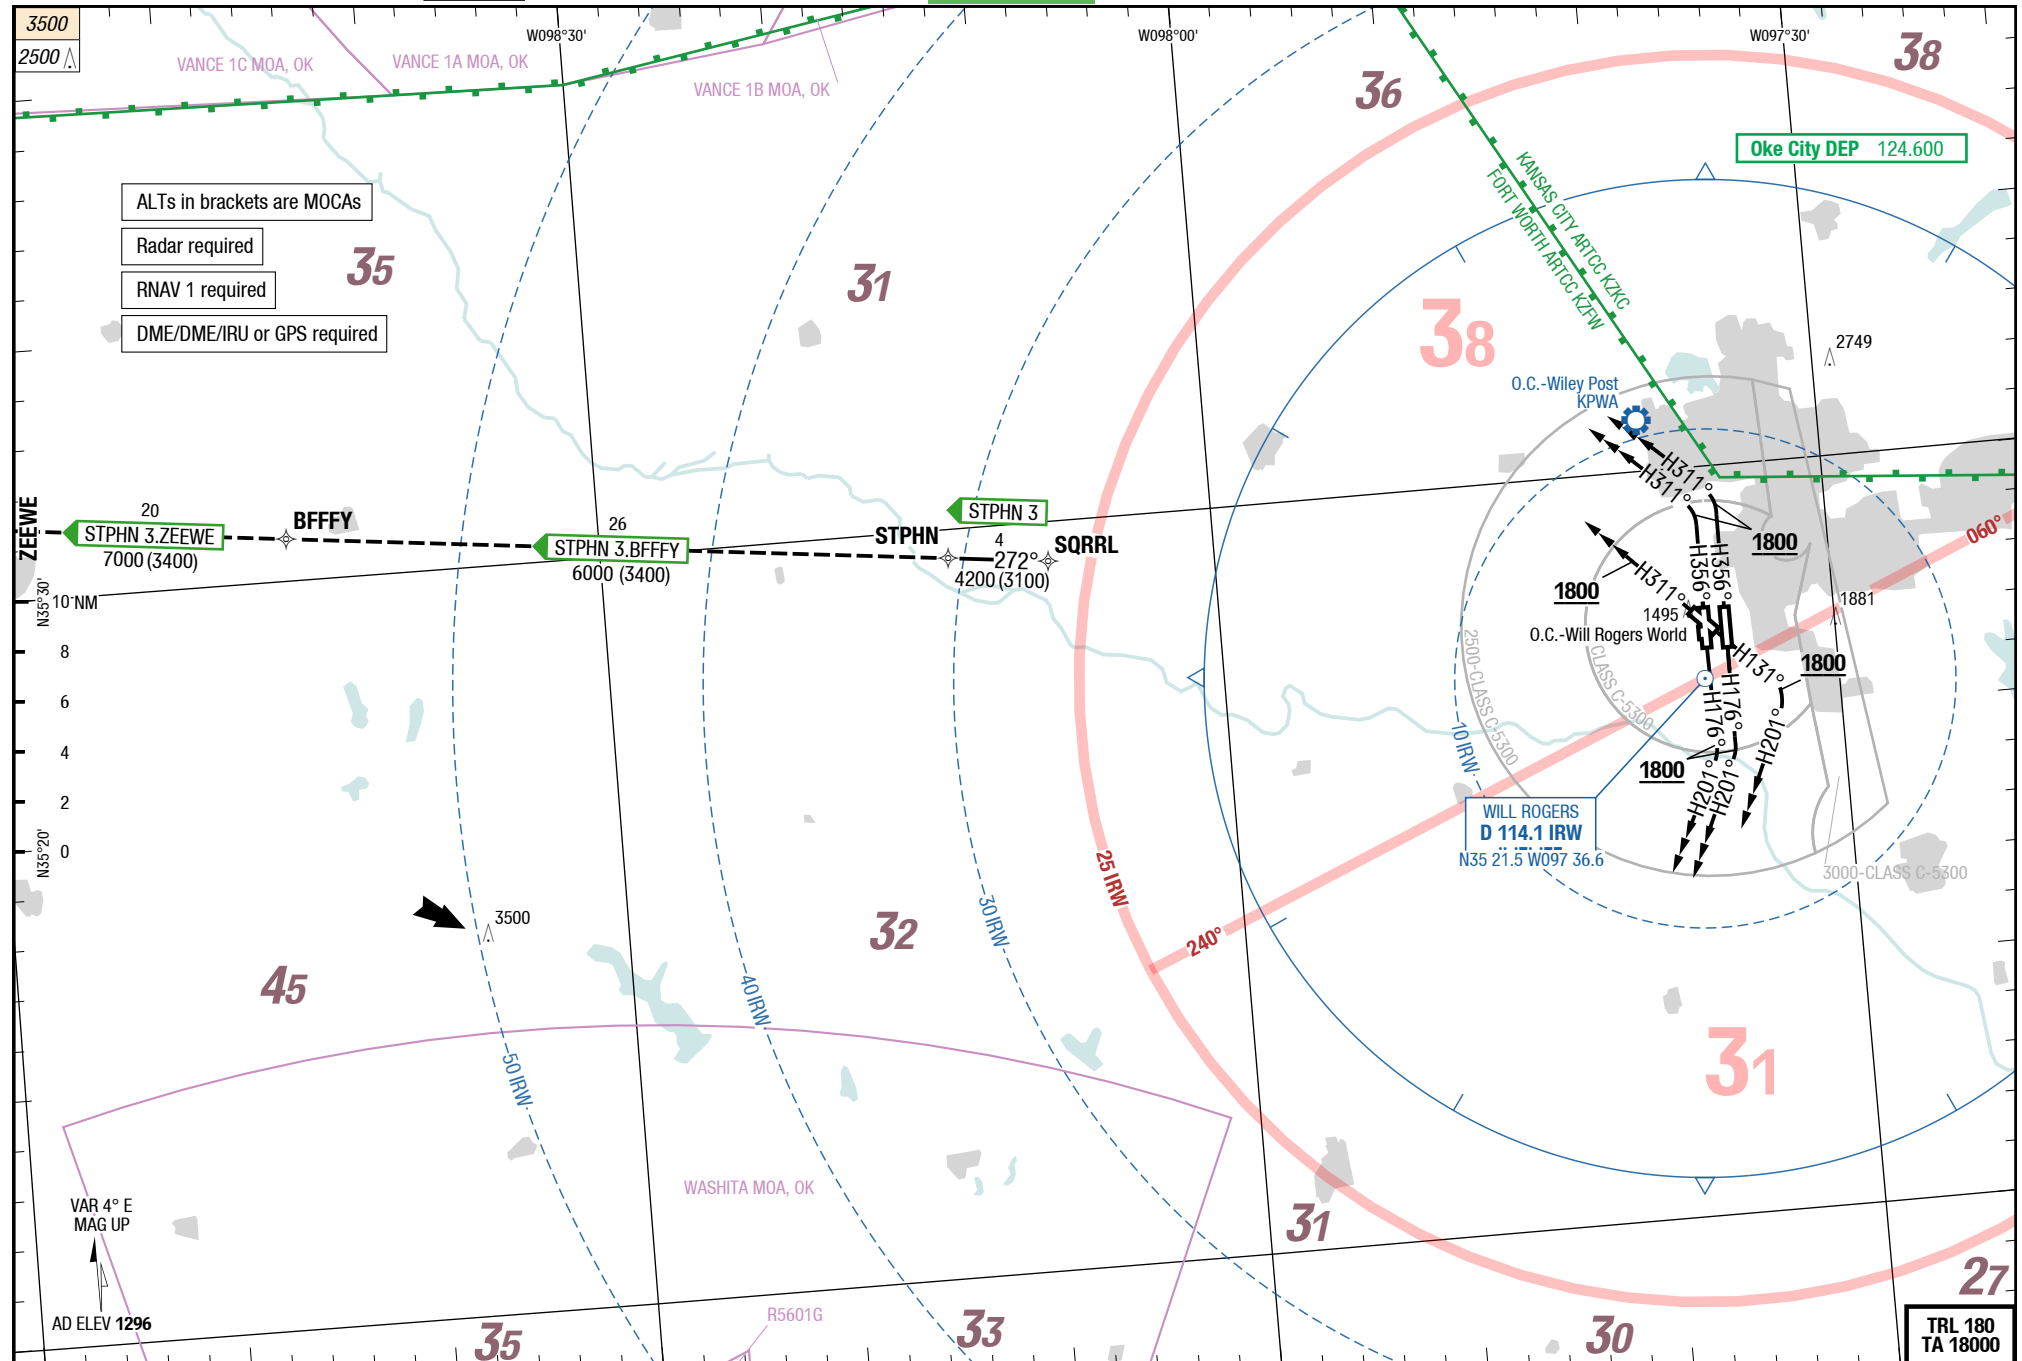 3500
2500
W098°30'
W098°00'
W097°30'
VANCE 1C MOA, OK
VANCE 1A MOA, OK
VANCE 1B MOA, OK
36
38
Oke City DEP 124.600
KANSAS CITY ARTCC KZKC
FORT WORTH ARTCC KZFW
ALTs in brackets are MOCAs
Radar required
RNAV 1 required
DME/DME/IRU or GPS required
35
31
38
2749
O.C.-Wiley Post
KPWA
ZEEWE
20
STPHN 3.ZEEWE
7000 (3400)
BFFFY
26
STPHN 3.BFFFY
6000 (3400)
STPHN 3
STPHN
4
272°
4200 (3100)
SQRRL
H311°
H311°
1800
H356°
H356°
060°
H311°
1800
1495
1881
O.C.-Will Rogers World
H131°
1800
H176°
H176°
H201°
1800
H201°
H201°
2500-CLASS C-5300
CLASS C-5300
3000-CLASS C-5300
10 IRW
WILL ROGERS
D 114.1 IRW
N35 21.5 W097 36.6
N35°30'
10 NM
8
6
4
2
0
N35°20'
25 IRW
240°
30 IRW
40 IRW
50 IRW
3500
32
45
31
WASHITA MOA, OK
31
27
VAR 4° E
MAG UP
AD ELEV 1296
R5601G
35
33
30
TRL 180
TA 18000